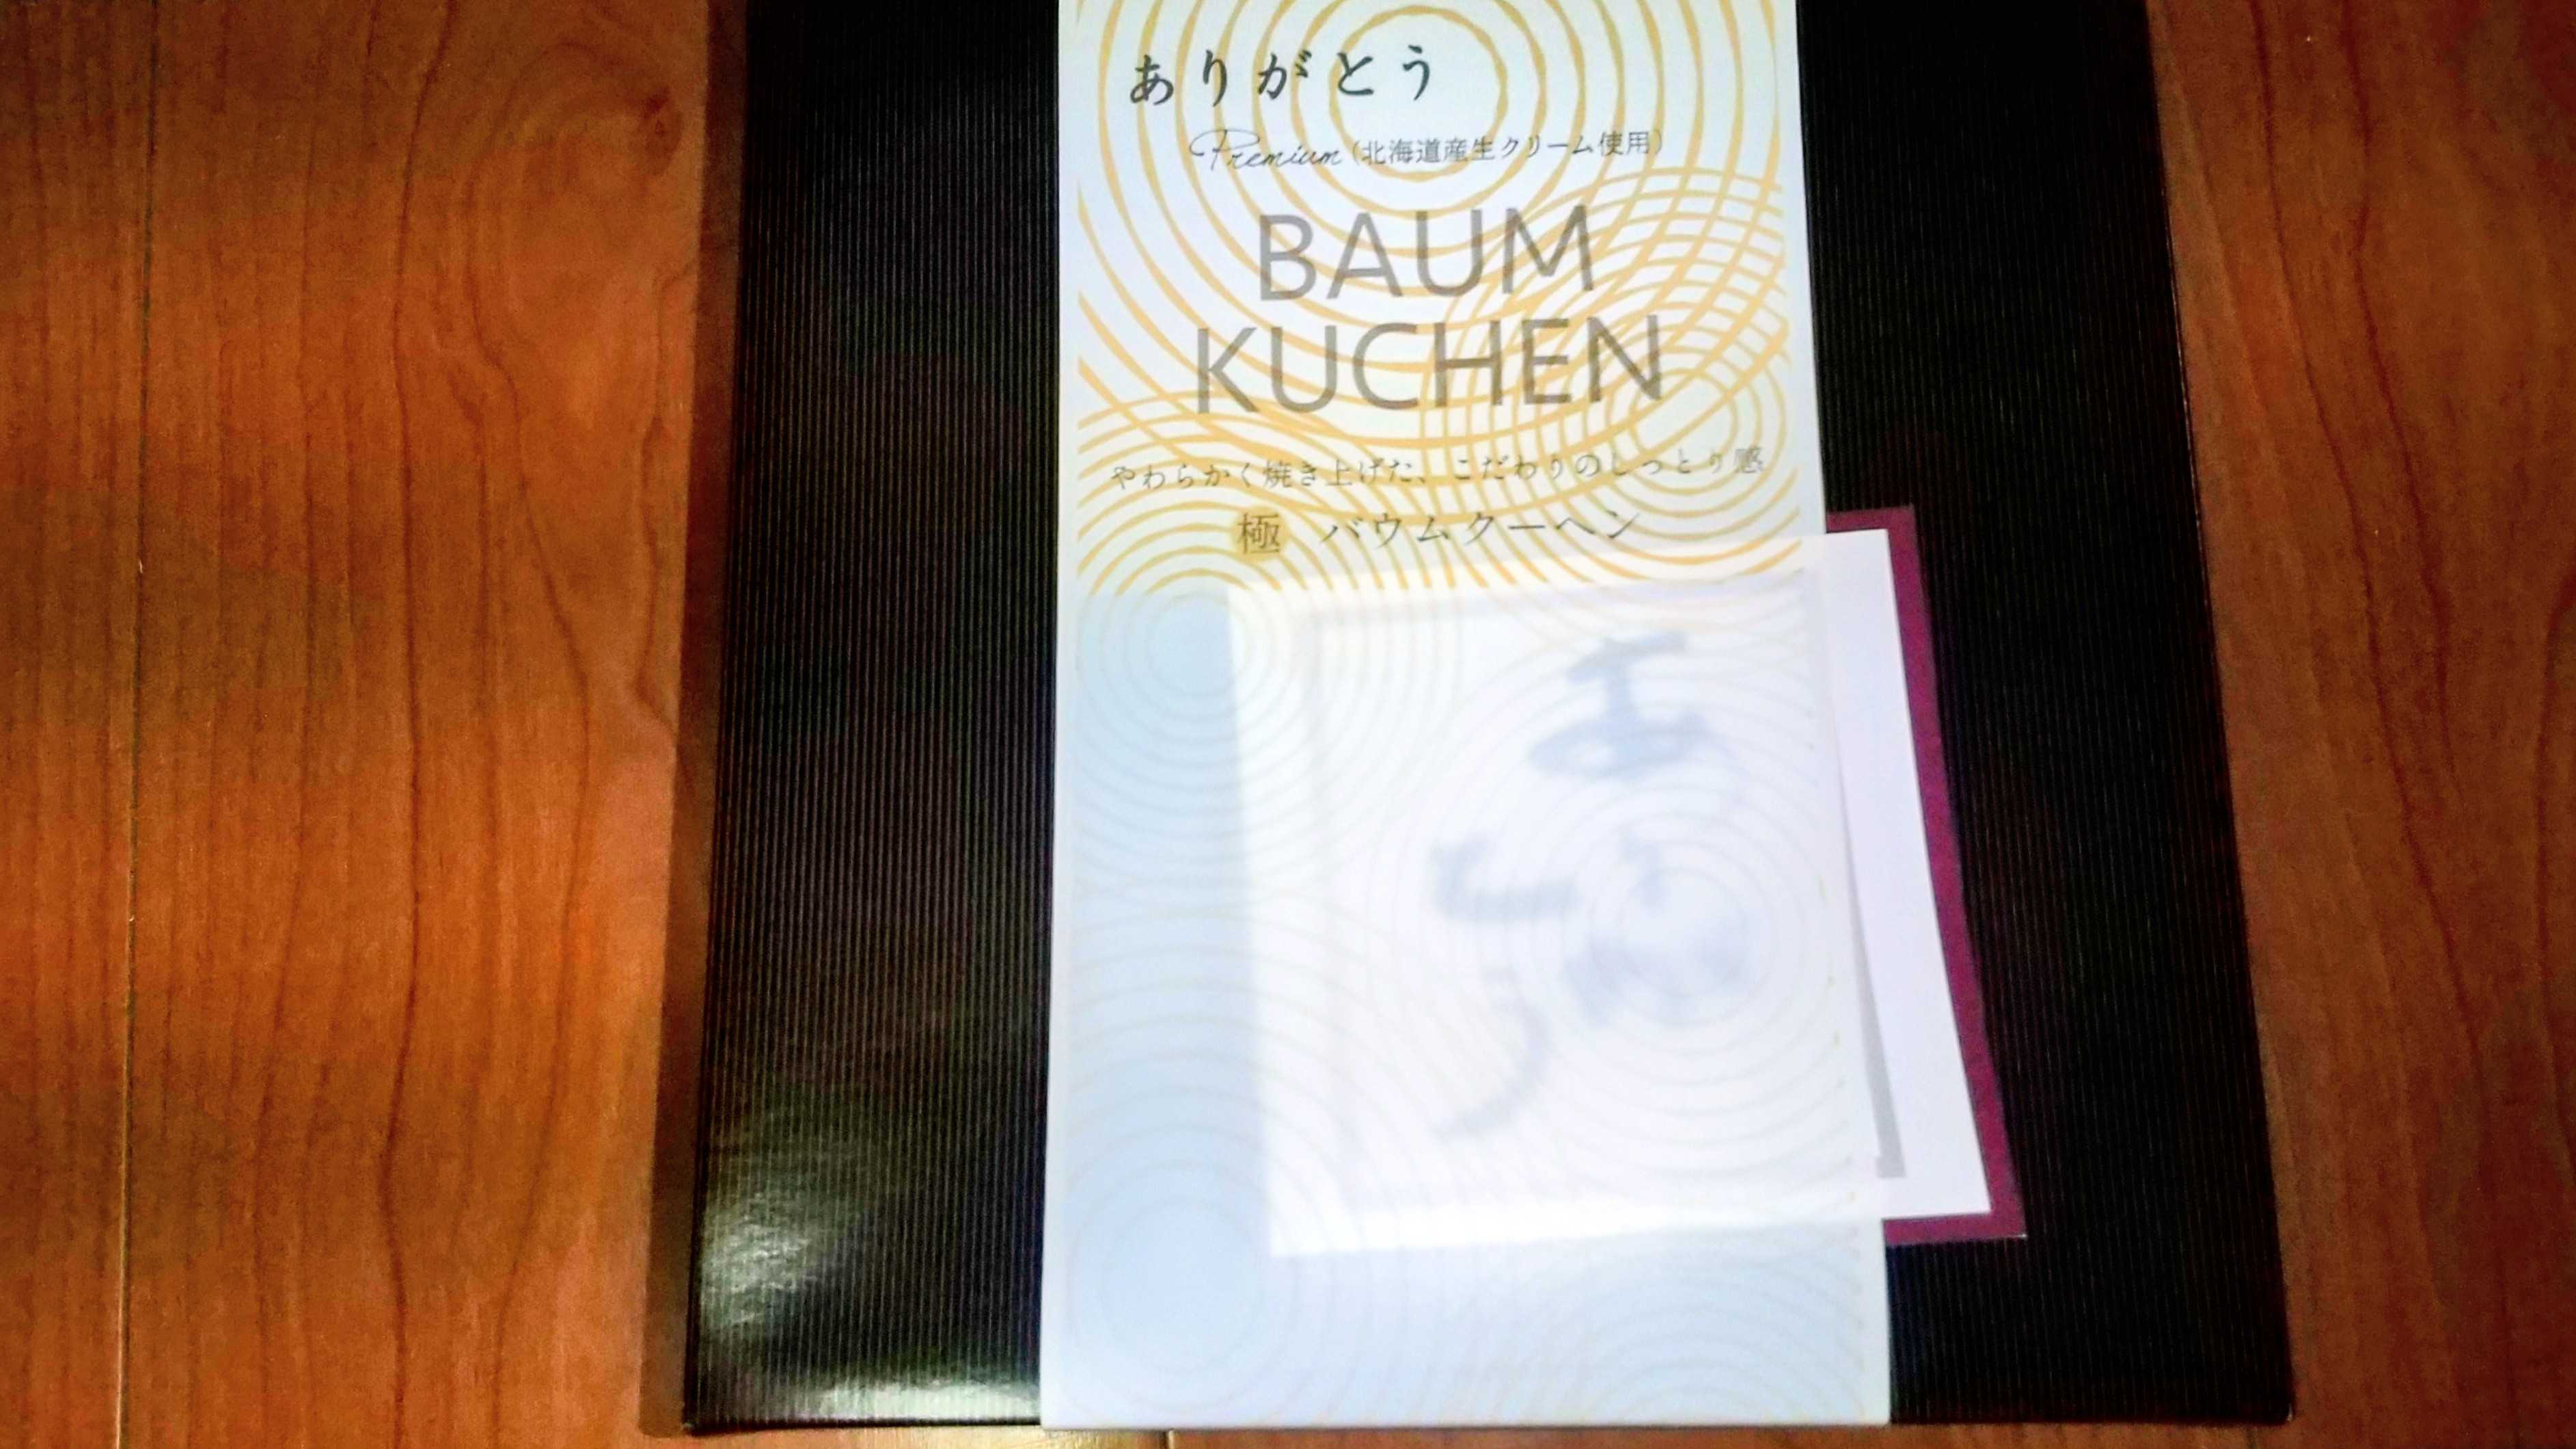 ありがとう
Premium（北海道産生クリーム使用）
BAUM
KUCHEN
やわらかく焼き上げた、こだわりのしっとり感
極 バウムクーヘン